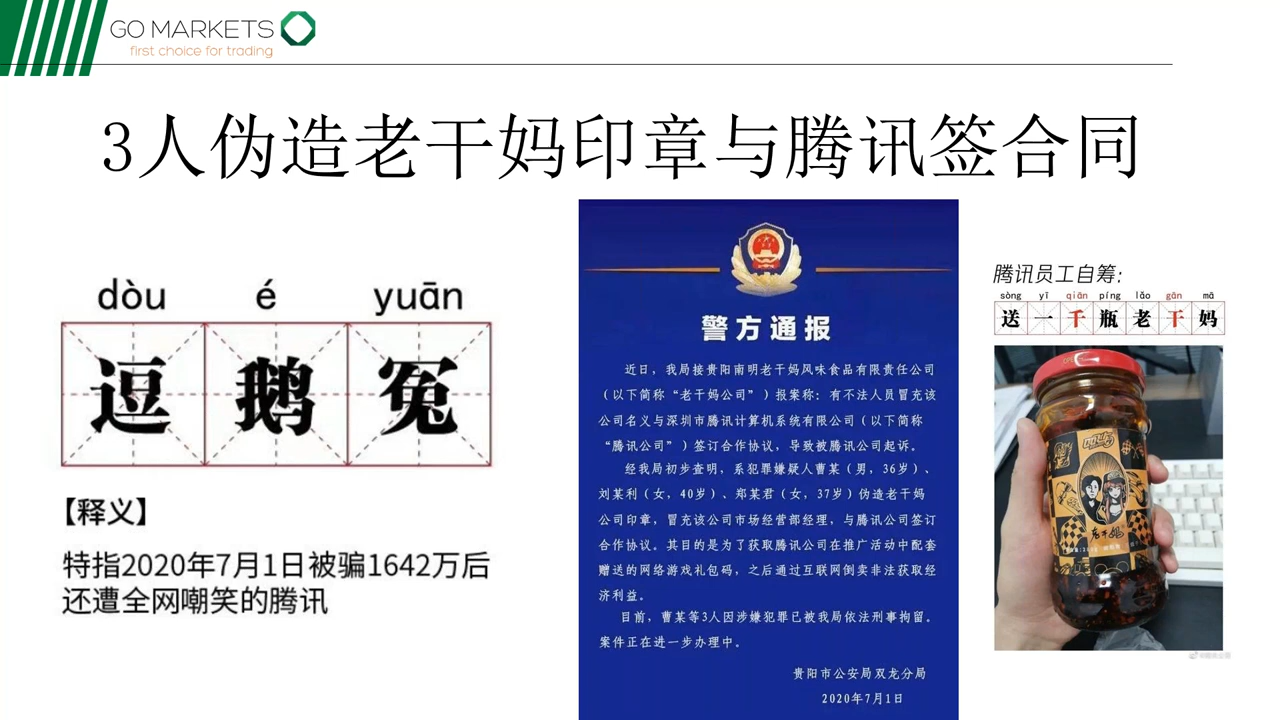 GO MARKETS
first choice for trading
3人伪造老干妈印章与腾讯签合同
dòu é yuān
逗鹅冤
【释义】
特指2020年7月1日被骗1642万后
还遭全网嘲笑的腾讯
警方通报
近日，我局接贵阳南明老干妈风味食品有限责任公司
（以下简称“老干妈公司”）报案称：有不法人员冒充该
公司名义与深圳市腾讯计算机系统有限公司（以下简称
“腾讯公司”）签订合作协议，导致被腾讯公司起诉。
经我局初步查明，系犯罪嫌疑人曹某（男，36岁）、
刘某利（女，40岁）、郑某君（女，37岁）伪造老干妈
公司印章，冒充该公司市场经营部经理，与腾讯公司签订
合作协议。其目的是为了获取腾讯公司在推广活动中配套
赠送的网络游戏礼包码，之后通过互联网倒卖非法获取经
济利益。
目前，曹某等3人因涉嫌犯罪已被我局依法刑事拘留。
案件正在进一步办理中。
贵阳市公安局双龙分局
2020年7月1日
腾讯员工自筹：
sòng yī qiān píng lǎo gān mā
送一千瓶老干妈
老干妈